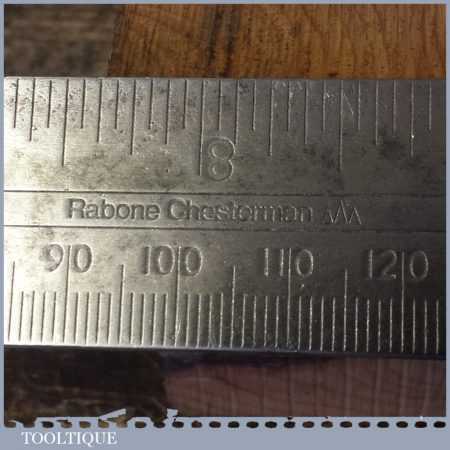 8
Rabone Chesterman
90 100 110 120
TOOLTIQUE